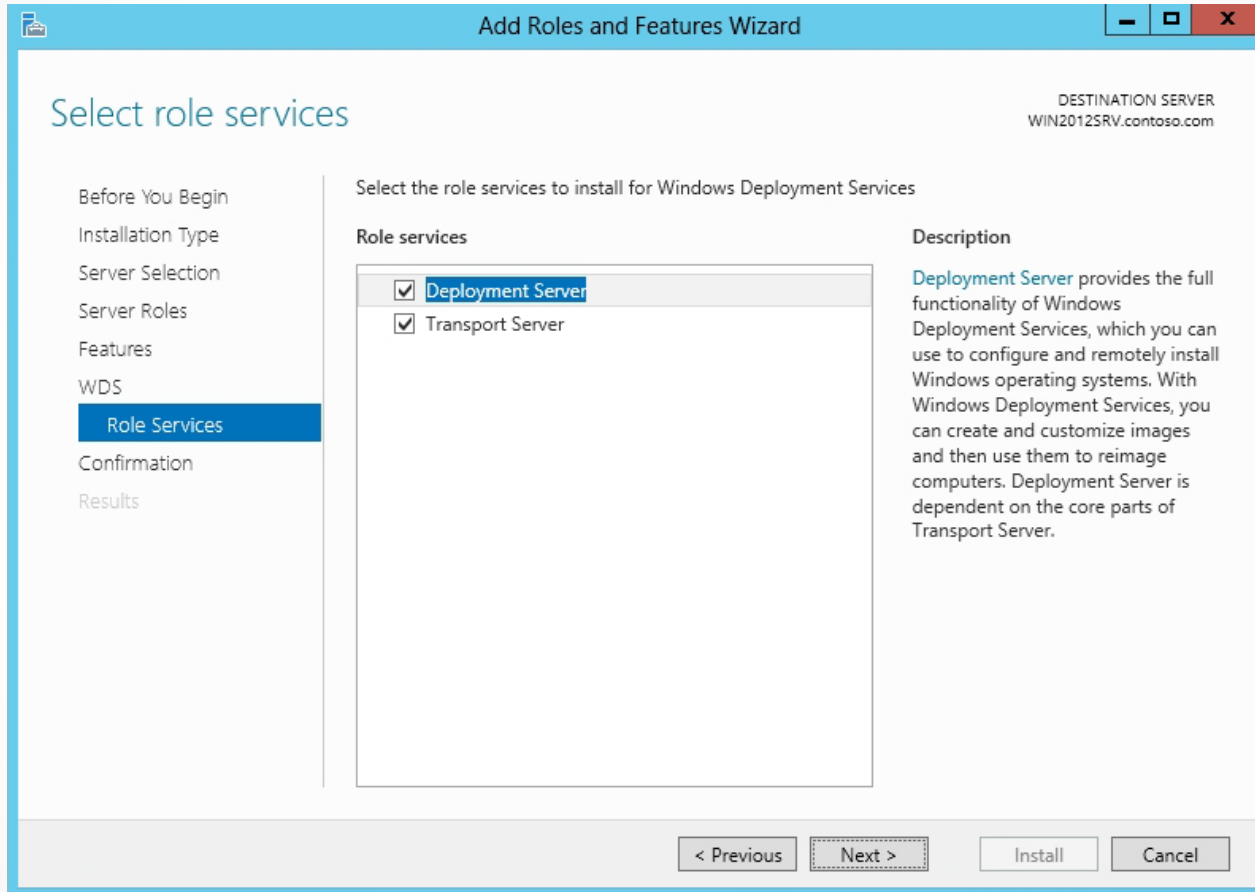 Add Roles and Features Wizard
Select role services
DESTINATION SERVER
WIN2012SRV.contoso.com
Before You Begin
Installation Type
Server Selection
Server Roles
Features
WDS
Role Services
Confirmation
Results
Select the role services to install for Windows Deployment Services
Role services
Deployment Server
Transport Server
Description
Deployment Server provides the full
functionality of Windows
Deployment Services, which you can
use to configure and remotely install
Windows operating systems. With
Windows Deployment Services, you
can create and customize images
and then use them to reimage
computers. Deployment Server is
dependent on the core parts of
Transport Server.
< Previous
Next >
Install
Cancel